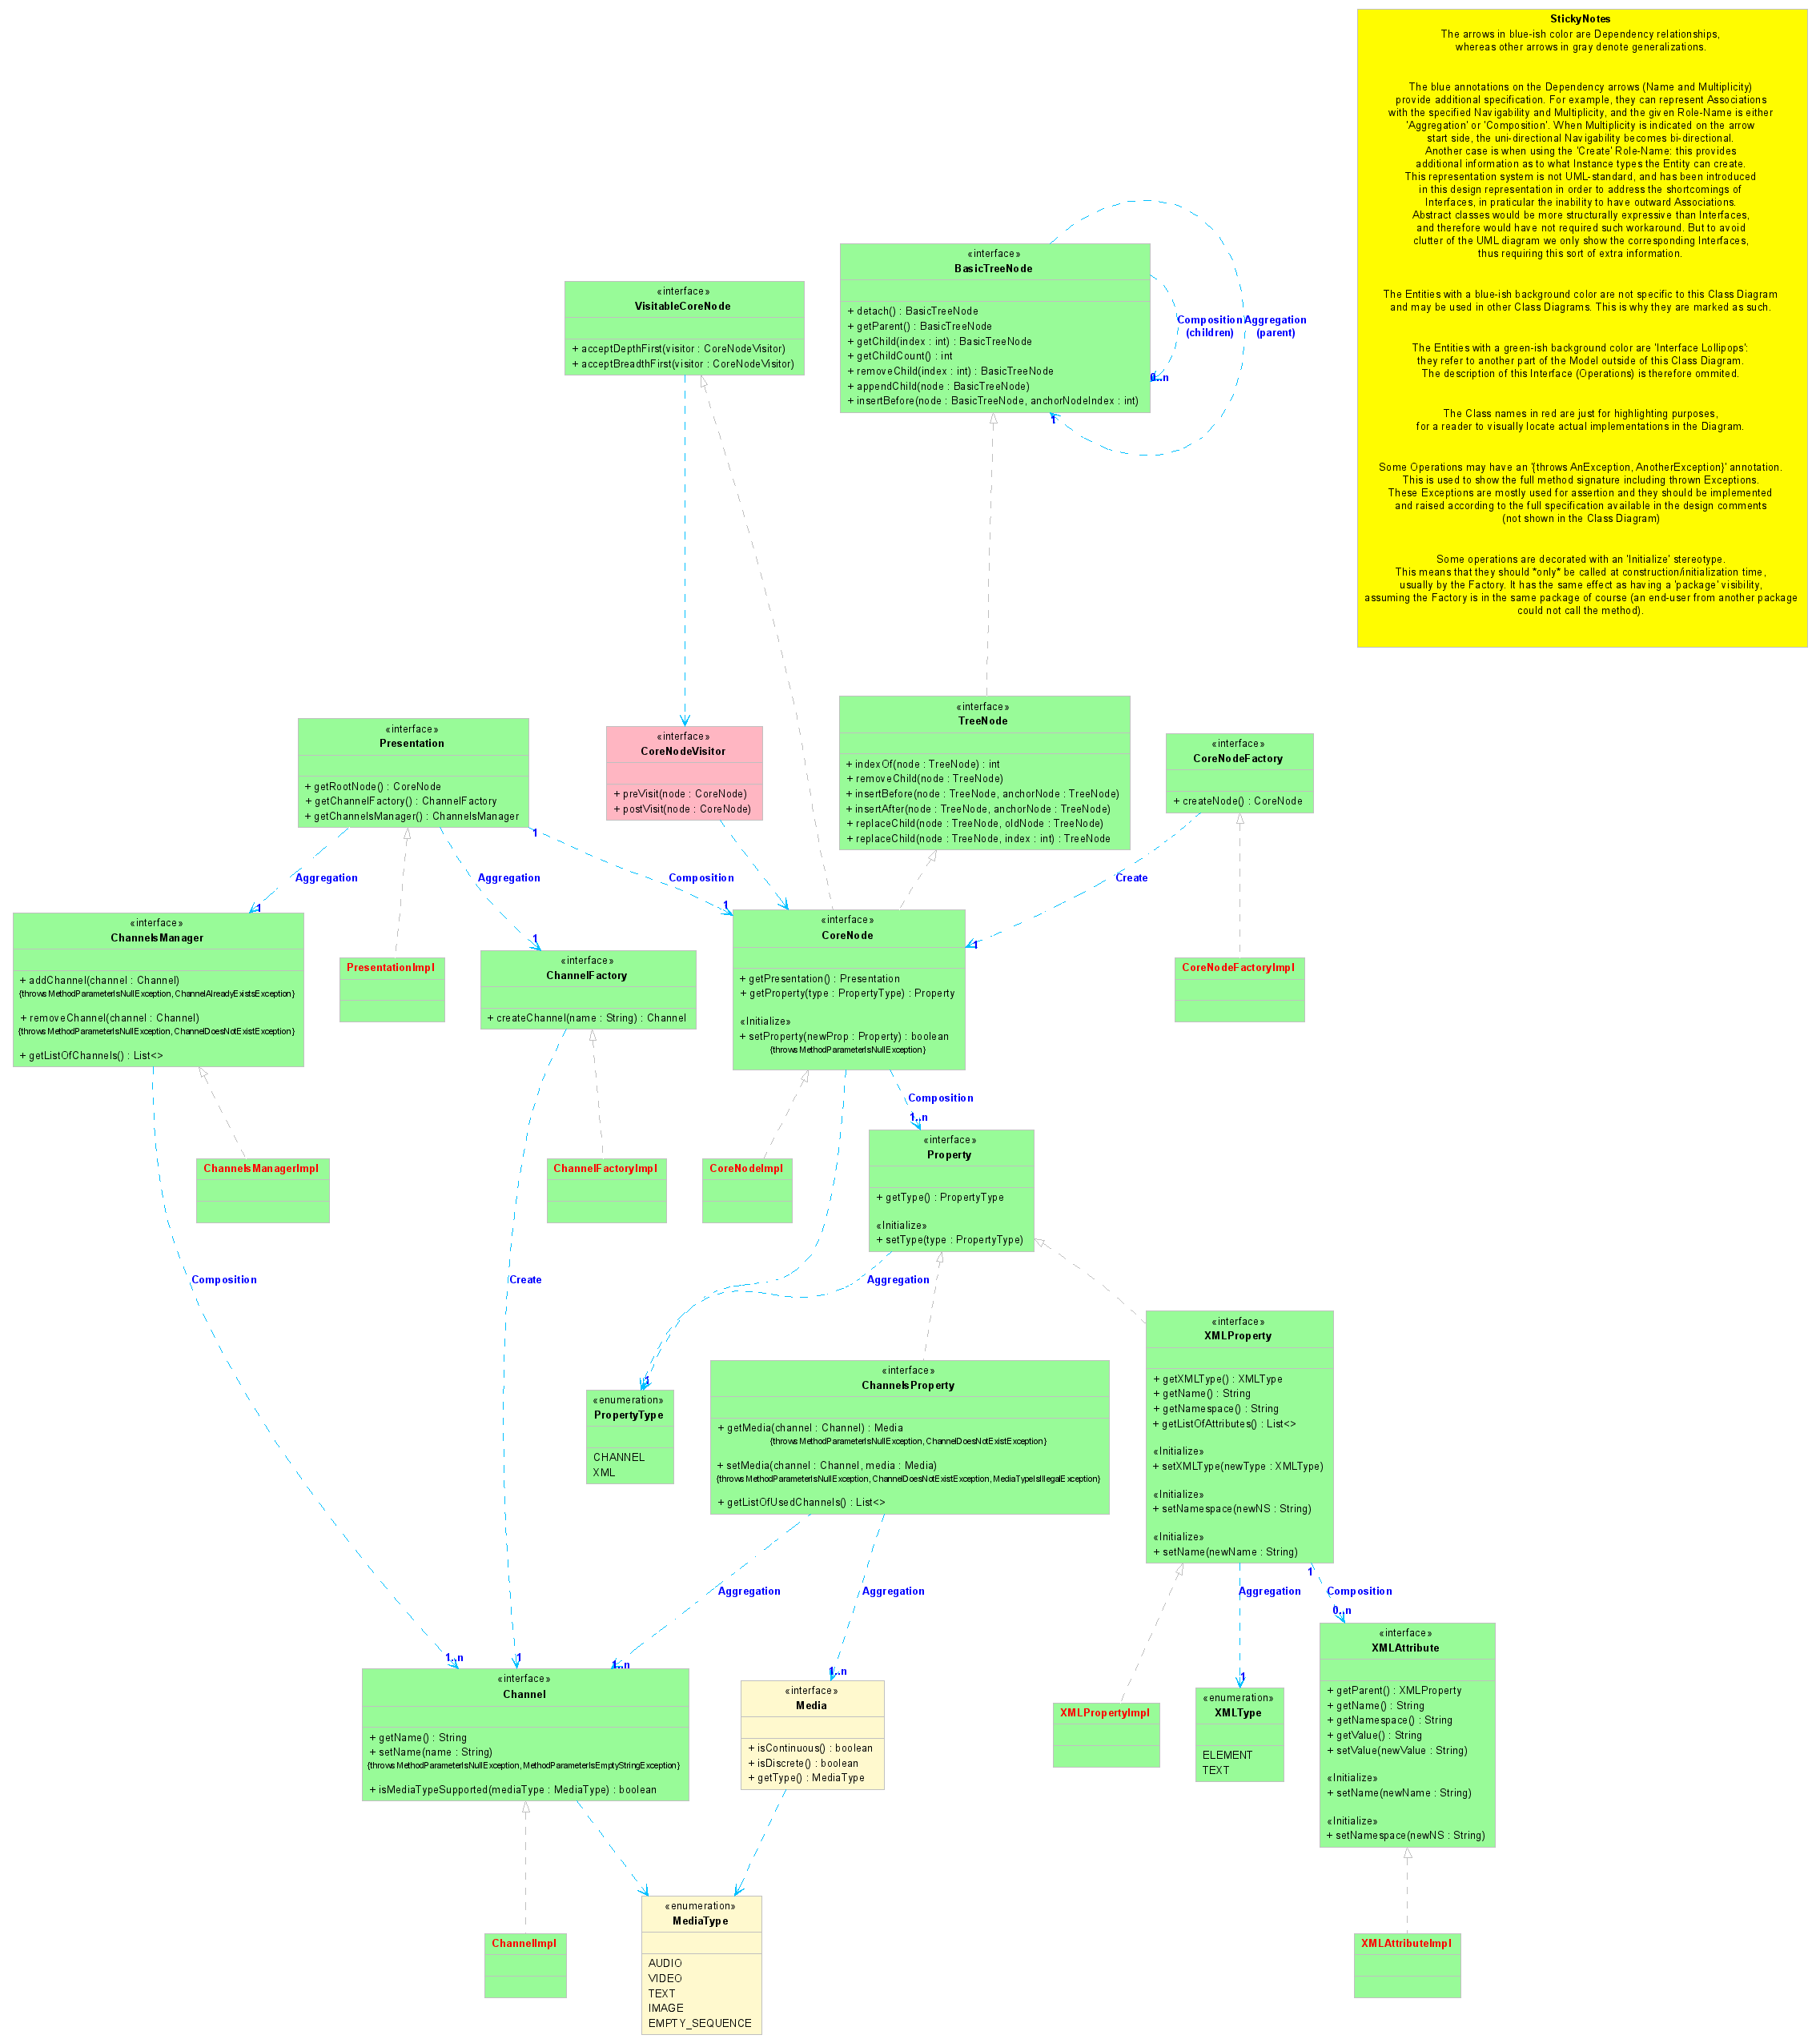 StickyNotes
The arrows in blue-ish color are Dependency relationships,
whereas other arrows in gray denote generalizations.
The blue annotations on the Dependency arrows (Name and Multiplicity)
provide additional specification. For example, they can represent Associations
with the specified Navigability and Multiplicity, and the given Role-Name is either
'Aggregation' or 'Composition'. When Multiplicity is indicated on the arrow
start side, the uni-directional Navigability becomes bi-directional.
Another case is when using the 'Create' Role-Name: this provides
additional information as to what Instance types the Entity can create.
This representation system is not UML-standard, and has been introduced
in this design representation in order to address the shortcomings of
Interfaces, in praticular the inability to have outward Associations.
Abstract classes would be more structurally expressive than Interfaces,
and therefore would have not required such workaround. But to avoid
clutter of the UML diagram we only show the corresponding Interfaces,
thus requiring this sort of extra information.
The Entities with a blue-ish background color are not specific to this Class Diagram
and may be used in other Class Diagrams. This is why they are marked as such.
The Entities with a green-ish background color are 'Interface Lollipops':
they refer to another part of the Model outside of this Class Diagram.
The description of this Interface (Operations) is therefore ommited.
The Class names in red are just for highlighting purposes,
for a reader to visually locate actual implementations in the Diagram.
Some Operations may have an '{throws AnException, AnotherException}' annotation.
This is used to show the full method signature including thrown Exceptions.
These Exceptions are mostly used for assertion and they should be implemented
and raised according to the full specification available in the design comments
(not shown in the Class Diagram)
Some operations are decorated with an 'Initialize' stereotype.
This means that they should *only* be called at construction/initialization time,
usually by the Factory. It has the same effect as having a 'package' visibility,
assuming the Factory is in the same package of course (an end-user from another package
could not call the method).
«interface»
BasicTreeNode
+ detach() : BasicTreeNode
+ getParent() : BasicTreeNode
+ getChild(index : int) : BasicTreeNode
+ getChildCount() : int
+ removeChild(index : int) : BasicTreeNode
+ appendChild(node : BasicTreeNode)
+ insertBefore(node : BasicTreeNode, anchorNodeIndex : int)
Composition
(children)
Aggregation
(parent)
0..n
1
«interface»
VisitableCoreNode
+ acceptDepthFirst(visitor : CoreNodeVisitor)
+ acceptBreadthFirst(visitor : CoreNodeVisitor)
«interface»
TreeNode
+ indexOf(node : TreeNode) : int
+ removeChild(node : TreeNode)
+ insertBefore(node : TreeNode, anchorNode : TreeNode)
+ insertAfter(node : TreeNode, anchorNode : TreeNode)
+ replaceChild(node : TreeNode, oldNode : TreeNode)
+ replaceChild(node : TreeNode, index : int) : TreeNode
«interface»
Presentation
+ getRootNode() : CoreNode
+ getChannelFactory() : ChannelFactory
+ getChannelsManager() : ChannelsManager
«interface»
CoreNodeVisitor
+ preVisit(node : CoreNode)
+ postVisit(node : CoreNode)
«interface»
CoreNodeFactory
+ createNode() : CoreNode
1
Aggregation
Aggregation
Composition
Create
1
1
1
1
«interface»
ChannelsManager
+ addChannel(channel : Channel)
{throws MethodParameterIsNullException, ChannelAlreadyExistsException}
+ removeChannel(channel : Channel)
{throws MethodParameterIsNullException, ChannelDoesNotExistException}
+ getListOfChannels() : List<>
PresentationImpl
«interface»
ChannelFactory
+ createChannel(name : String) : Channel
«interface»
CoreNode
+ getPresentation() : Presentation
+ getProperty(type : PropertyType) : Property
«Initialize»
+ setProperty(newProp : Property) : boolean
{throws MethodParameterIsNullException}
CoreNodeFactoryImpl
Composition
1..n
ChannelsManagerImpl
ChannelFactoryImpl
CoreNodeImpl
«interface»
Property
+ getType() : PropertyType
«Initialize»
+ setType(type : PropertyType)
Composition
Create
Aggregation
1
«enumeration»
PropertyType
CHANNEL
XML
«interface»
ChannelsProperty
+ getMedia(channel : Channel) : Media
{throws MethodParameterIsNullException, ChannelDoesNotExistException}
+ setMedia(channel : Channel, media : Media)
{throws MethodParameterIsNullException, ChannelDoesNotExistException, MediaTypeIsIllegalException}
+ getListOfUsedChannels() : List<>
«interface»
XMLProperty
+ getXMLType() : XMLType
+ getName() : String
+ getNamespace() : String
+ getListOfAttributes() : List<>
«Initialize»
+ setXMLType(newType : XMLType)
«Initialize»
+ setNamespace(newNS : String)
«Initialize»
+ setName(newName : String)
Aggregation
Aggregation
Aggregation
1
Composition
0..n
1..n
1
1..n
1..n
1
«interface»
Channel
+ getName() : String
+ setName(name : String)
{throws MethodParameterIsNullException, MethodParameterIsEmptyStringException}
+ isMediaTypeSupported(mediaType : MediaType) : boolean
«interface»
Media
+ isContinuous() : boolean
+ isDiscrete() : boolean
+ getType() : MediaType
XMLPropertyImpl
«enumeration»
XMLType
ELEMENT
TEXT
«interface»
XMLAttribute
+ getParent() : XMLProperty
+ getName() : String
+ getNamespace() : String
+ getValue() : String
+ setValue(newValue : String)
«Initialize»
+ setName(newName : String)
«Initialize»
+ setNamespace(newNS : String)
ChannelImpl
«enumeration»
MediaType
AUDIO
VIDEO
TEXT
IMAGE
EMPTY_SEQUENCE
XMLAttributeImpl